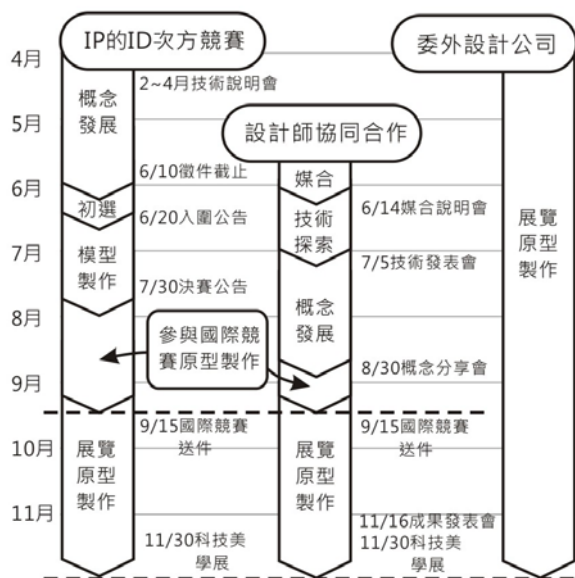 IP的ID次方競賽
委外設計公司
4月
2~4月技術說明會
概念
發展
5月
設計師協同合作
6/10徵件截止
媒合
6月
初選
6/20入圍公告
技術
探索
6/14媒合說明會
展覽
原型
製作
7月
模型
製作
7/5技術發表會
7/30決賽公告
8月
概念
發展
參與國際競
賽原型製作
8/30概念分享會
9月
9/15國際競賽
送件
9/15國際競賽
送件
10月
展覽
原型
製作
展覽
原型
製作
11月
11/16成果發表會
11/30科技美
學展
11/30科技美
學展